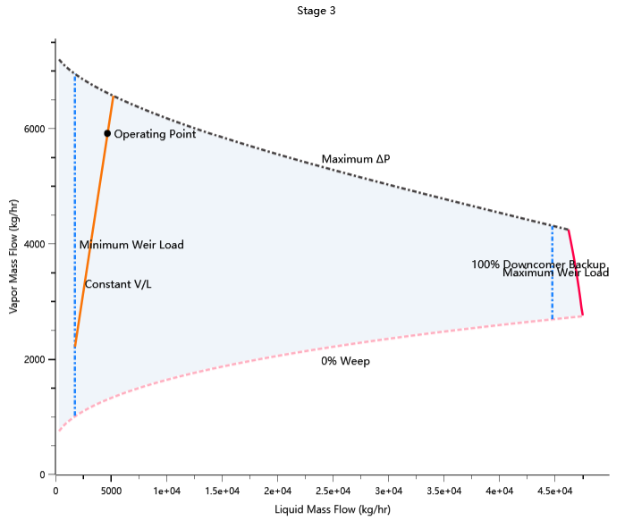 Stage 3
Vapor Mass Flow (kg/hr)
6000
4000
2000
0
Operating Point
Maximum ΔP
Minimum Weir Load
100% Downcomer Backup
Maximum Weir Load
Constant V/L
0% Weep
0 5000 1e+04 1.5e+04 2e+04 2.5e+04 3e+04 3.5e+04 4e+04 4.5e+04
Liquid Mass Flow (kg/hr)